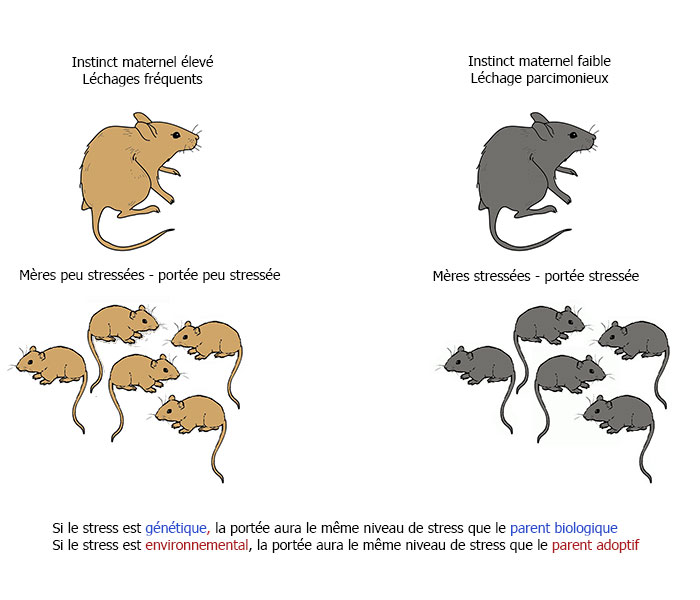 Instinct maternel élevé
Léchages fréquents
Instinct maternel faible
Léchage parcimonieux
Mères peu stressées - portée peu stressée
Mères stressées - portée stressée
Si le stress est génétique, la portée aura le même niveau de stress que le parent biologique
Si le stress est environnemental, la portée aura le même niveau de stress que le parent adoptif